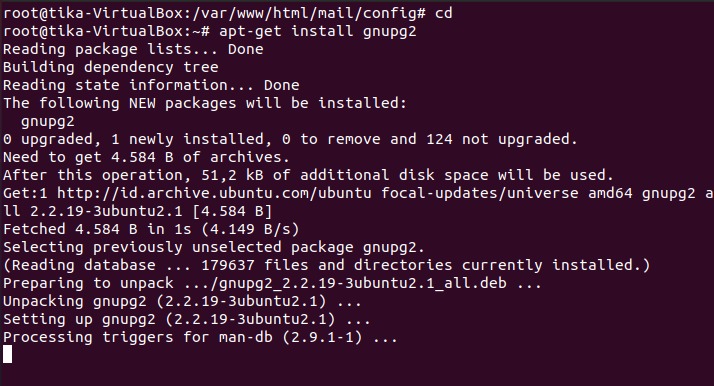 root@tika-VirtualBox:/var/www/html/mail/config# cd
root@tika-VirtualBox:~# apt-get install gnupg2
Reading package lists... Done
Building dependency tree
Reading state information... Done
The following NEW packages will be installed:
  gnupg2
0 upgraded, 1 newly installed, 0 to remove and 124 not upgraded.
Need to get 4.584 B of archives.
After this operation, 51,2 kB of additional disk space will be used.
Get:1 http://id.archive.ubuntu.com/ubuntu focal-updates/universe amd64 gnupg2 a
ll 2.2.19-3ubuntu2.1 [4.584 B]
Fetched 4.584 B in 1s (4.149 B/s)
Selecting previously unselected package gnupg2.
(Reading database ... 179637 files and directories currently installed.)
Preparing to unpack .../gnupg2_2.2.19-3ubuntu2.1_all.deb ...
Unpacking gnupg2 (2.2.19-3ubuntu2.1) ...
Setting up gnupg2 (2.2.19-3ubuntu2.1) ...
Processing triggers for man-db (2.9.1-1) ...